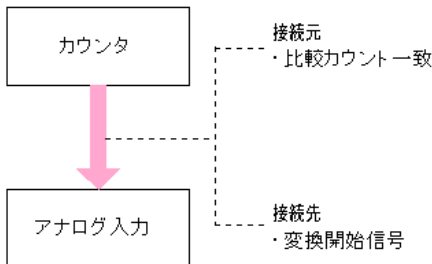 カウンタ
接続元
・比較カウント一致
アナログ入力
接続先
・変換開始信号